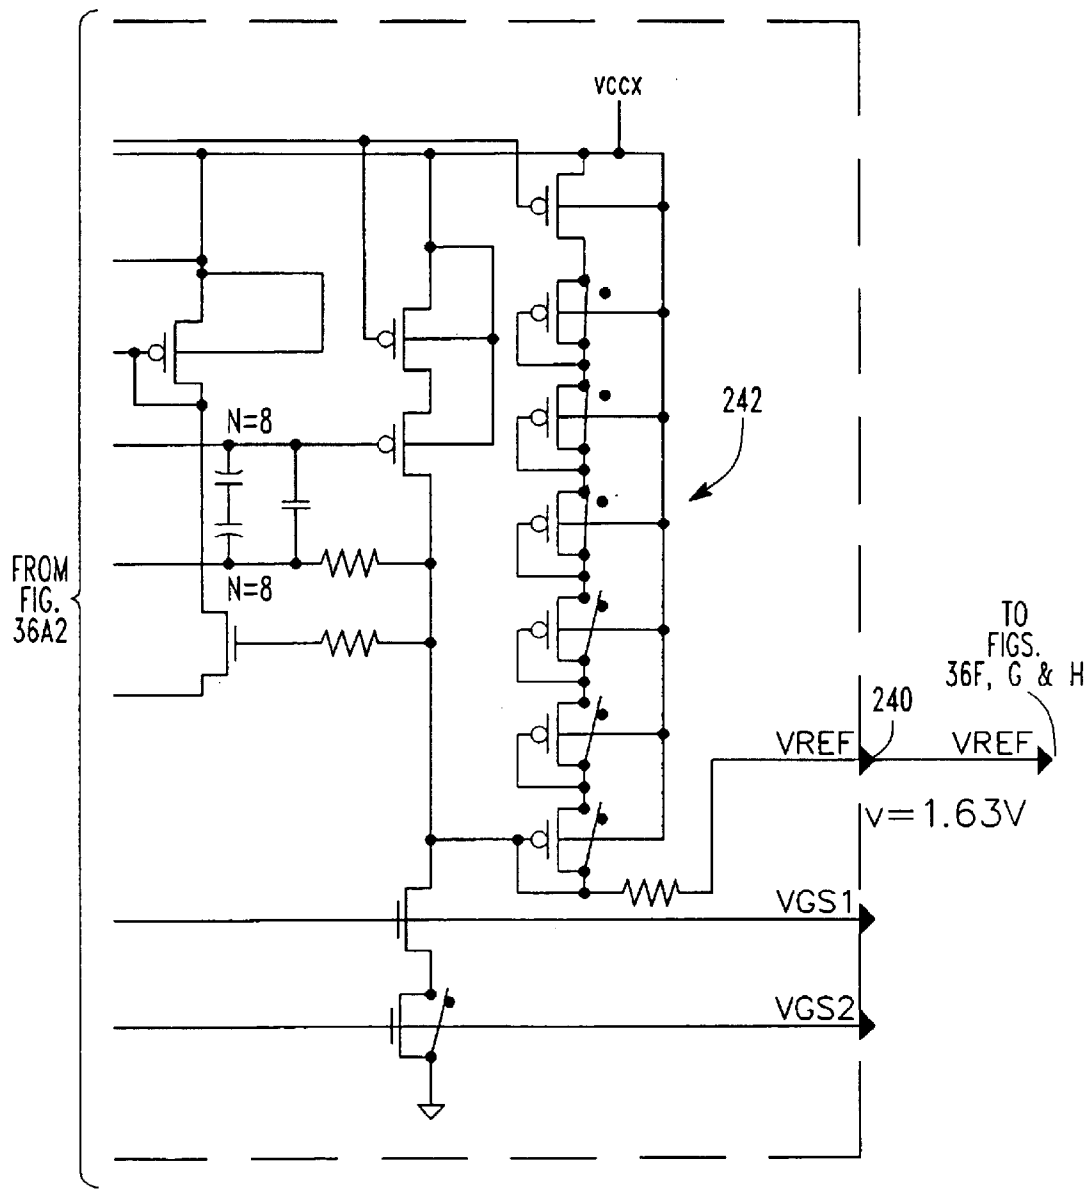 VCCX
N=8
242
FROM
FIG.
36A2
N=8
TO
FIGS.
36F, G & H
240
VREF
VREF
V=1.63V
VGS1
VGS2